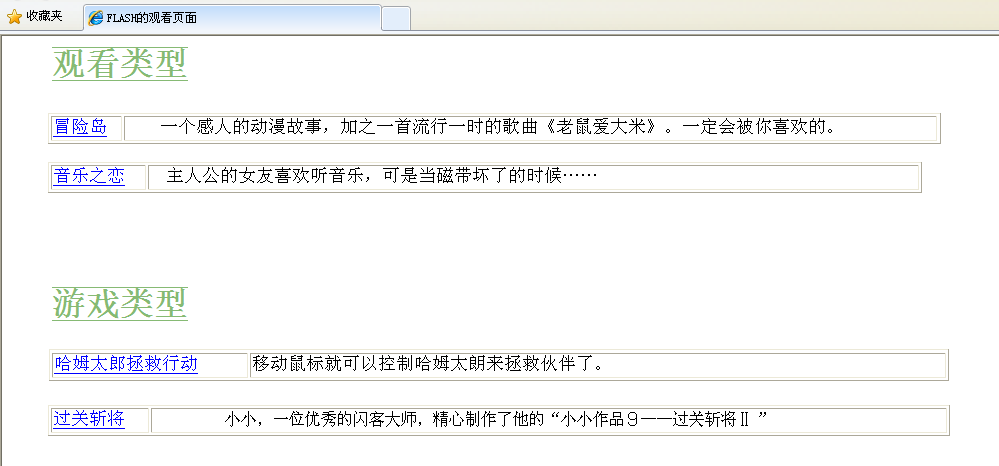 收藏夹 FLASH的观看页面
观看类型
冒险岛 一个感人的动漫故事，加之一首流行一时的歌曲《老鼠爱大米》。一定会被你喜欢的。
音乐之恋 主人公的女友喜欢听音乐，可是当磁带坏了的时候……
游戏类型
哈姆太郎拯救行动 移动鼠标就可以控制哈姆太朗来拯救伙伴了。
过关斩将 小小，一位优秀的闪客大师，精心制作了他的“小小作品９——过关斩将Ⅱ ”